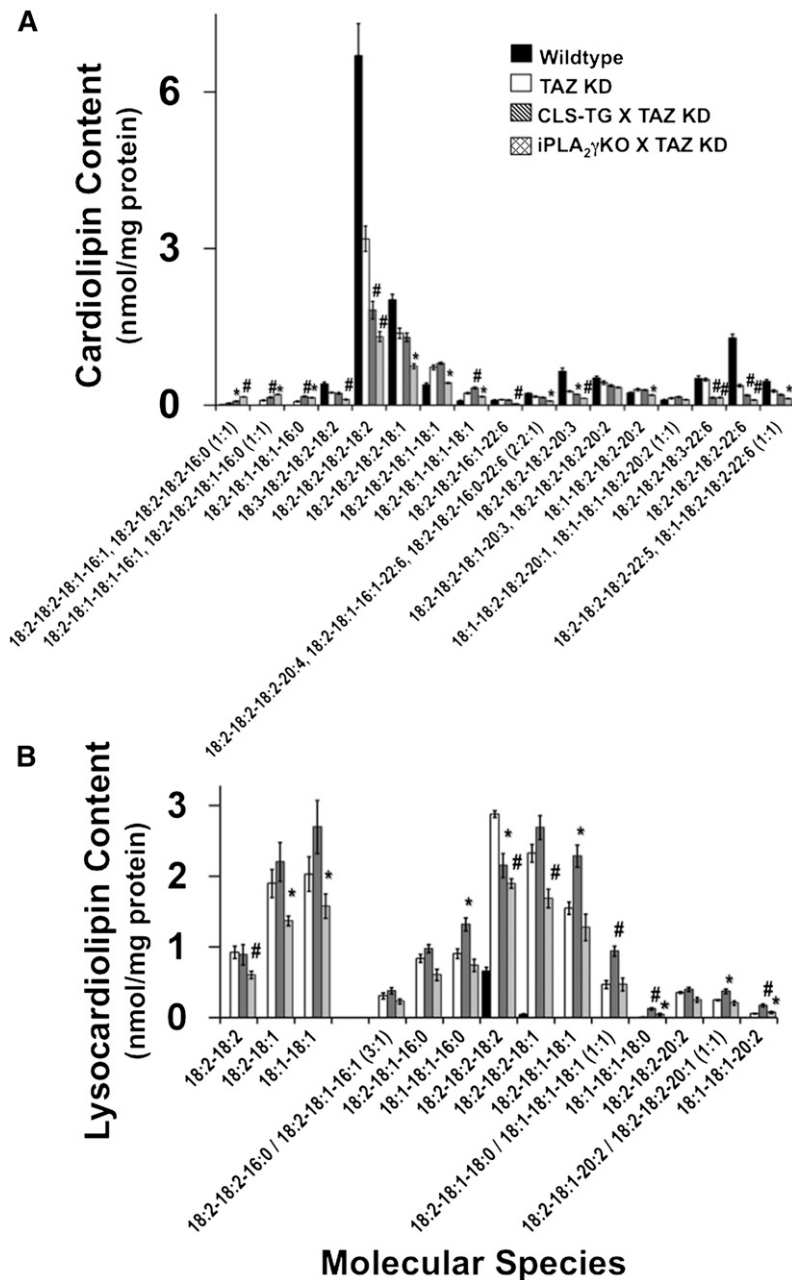 A
Cardiolipin Content
(nmol/mg protein)
6
3
0
Wildtype
TAZ KD
CLS-TG X TAZ KD
iPLA₂γKO X TAZ KD
* # # * # * # # # # * * # * # * # * # # # # # *
18:2-18:2-18:1-16:1, 18:2-18:2-18:2-16:0 (1:1)
18:2-18:1-18:1-16:1, 18:2-18:2-18:1-16:0 (1:1)
18:2-18:1-18:1-16:0
18:3-18:2-18:2-18:2
18:2-18:2-18:2-18:2
18:2-18:2-18:2-18:1
18:2-18:2-18:1-18:1
18:2-18:1-18:1-18:1
18:2-18:2-16:1-22:6
18:2-18:2-18:2-20:4, 18:2-18:1-16:1-22:6, 18:2-18:2-16:0-22:6 (2:2:1)
18:2-18:2-18:2-20:3
18:2-18:2-18:1-20:3, 18:2-18:2-18:2-20:2
18:1-18:2-18:2-20:2
18:1-18:2-18:2-20:1, 18:1-18:1-18:2-20:2 (1:1)
18:2-18:2-18:3-22:6
18:2-18:2-18:2-22:6
18:2-18:2-18:2-22:5, 18:1-18:2-18:2-22:6 (1:1)
B
Lysocardiolipin Content
(nmol/mg protein)
3
2
1
0
# * * * * # # * # # * * # *
18:2-18:2
18:2-18:1
18:1-18:1
18:2-18:2-16:0 / 18:2-18:1-16:1 (3:1)
18:2-18:1-16:0
18:1-18:1-16:0
18:2-18:2-18:2
18:2-18:2-18:1
18:2-18:1-18:1
18:2-18:1-18:0 / 18:1-18:1-18:1 (1:1)
18:1-18:1-18:0
18:2-18:2-20:2
18:2-18:1-20:2 / 18:2-18:2-20:1 (1:1)
18:1-18:1-20:2
Molecular Species